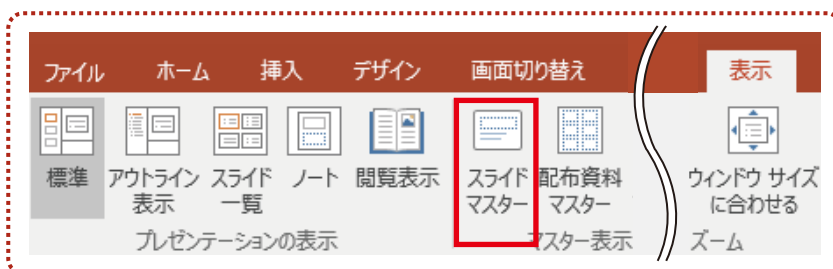 ファイル ホーム 挿入 デザイン 画面切り替え 表示
標準 アウトライン スライド ノート 閲覧表示 スライド 配布資料 ウィンドウ サイズ
表示 一覧 マスター マスター に合わせる
プレゼンテーションの表示 マスター表示 ズーム